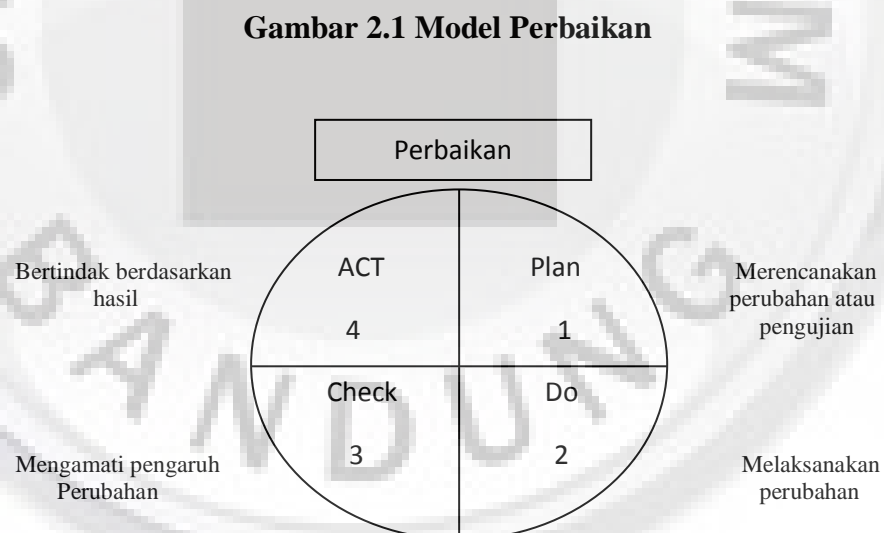 Gambar 2.1 Model Perbaikan
Perbaikan
Bertindak berdasarkan
hasil
ACT
4
Plan
1
Merencanakan
perubahan atau
pengujian
Mengamati pengaruh
Perubahan
Check
3
Do
2
Melaksanakan
perubahan
BANDUNG
M